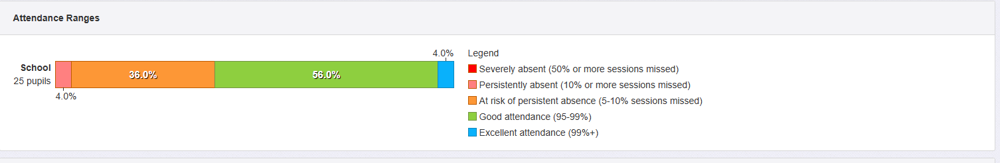 Attendance Ranges
4.0%
School
25 pupils
36.0%
56.0%
4.0%
Legend
Severely absent (50% or more sessions missed)
Persistently absent (10% or more sessions missed)
At risk of persistent absence (5-10% sessions missed)
Good attendance (95-99%)
Excellent attendance (99%+)